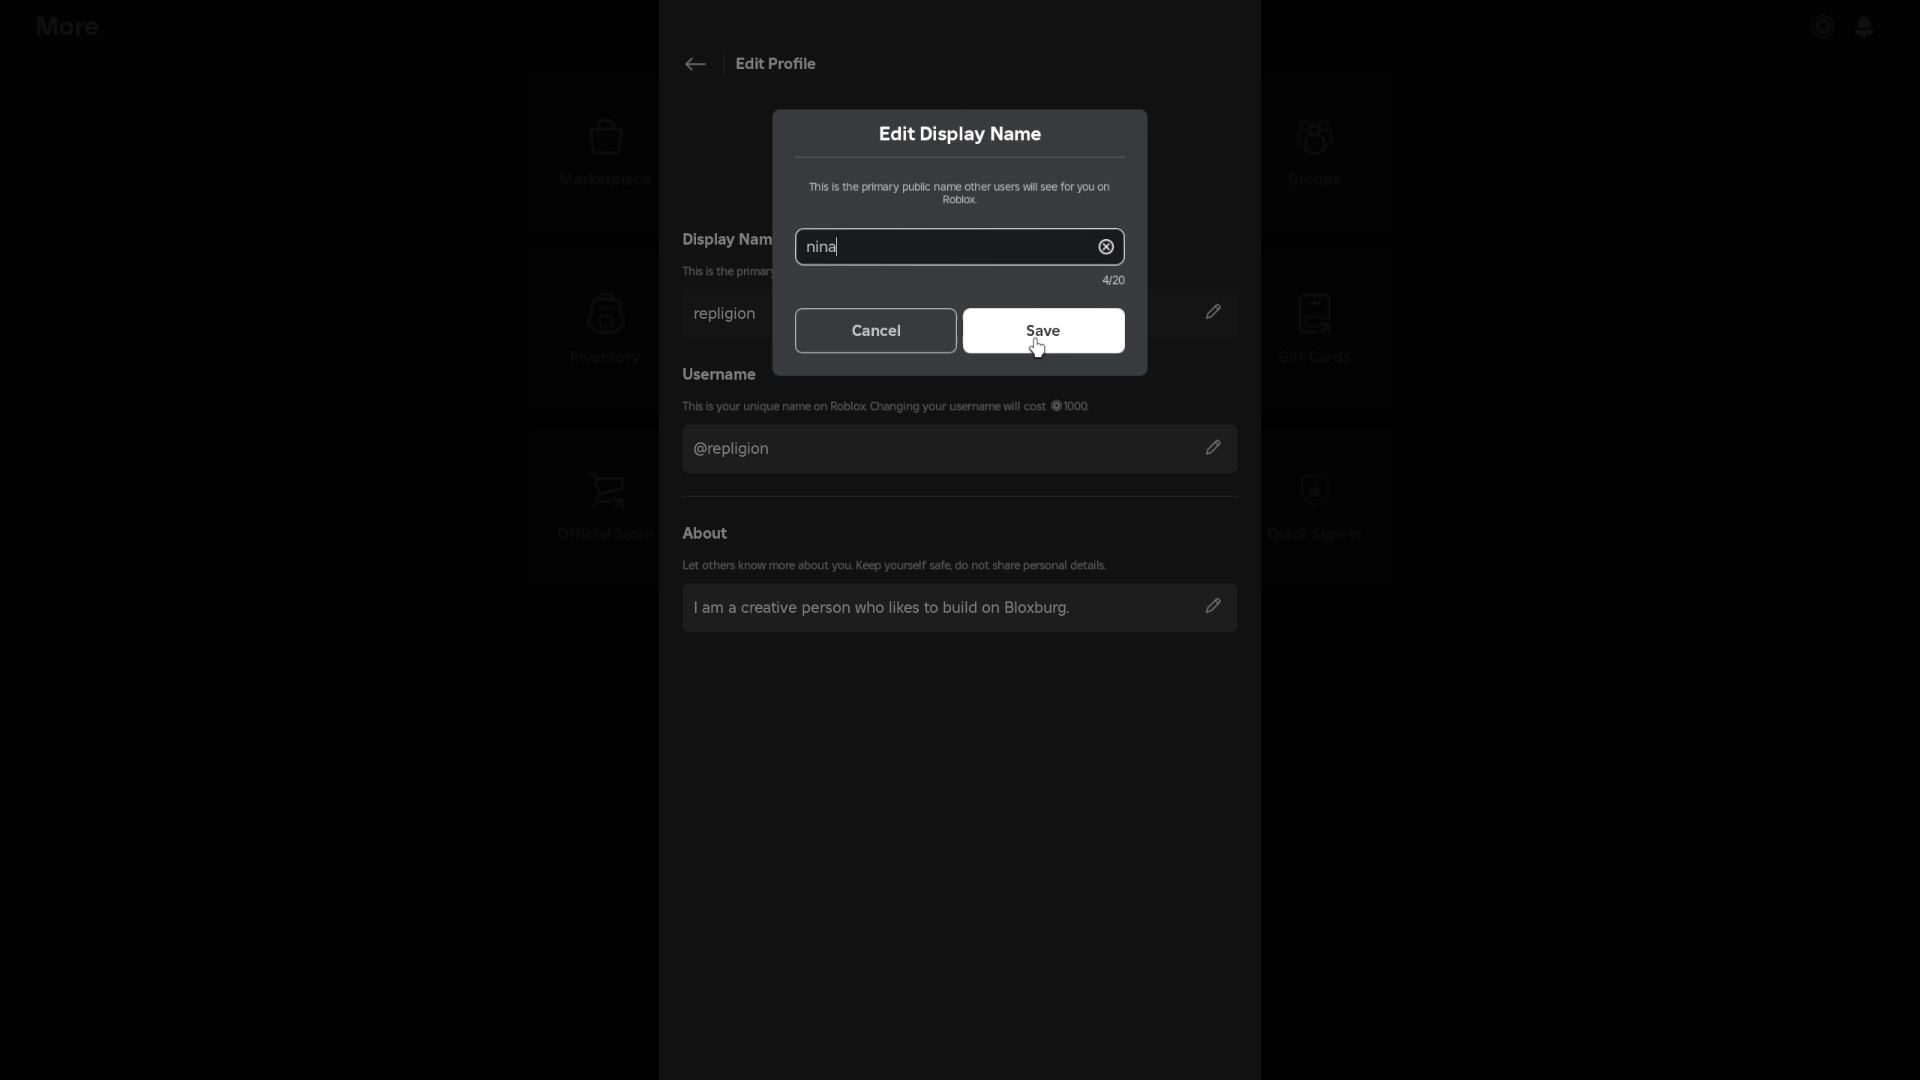 More
Edit Profile
Edit Display Name
This is the primary public name other users will see for you on
Roblox.
nina
4/20
Cancel
Save
Marketplace
Groups
Display Nam
This is the primary
repligion
Inventory
Gift Cards
Username
This is your unique name on Roblox. Changing your username will cost 1000.
@repligion
Official Store
Quick Sign-in
About
Let others know more about you. Keep yourself safe, do not share personal details.
I am a creative person who likes to build on Bloxburg.